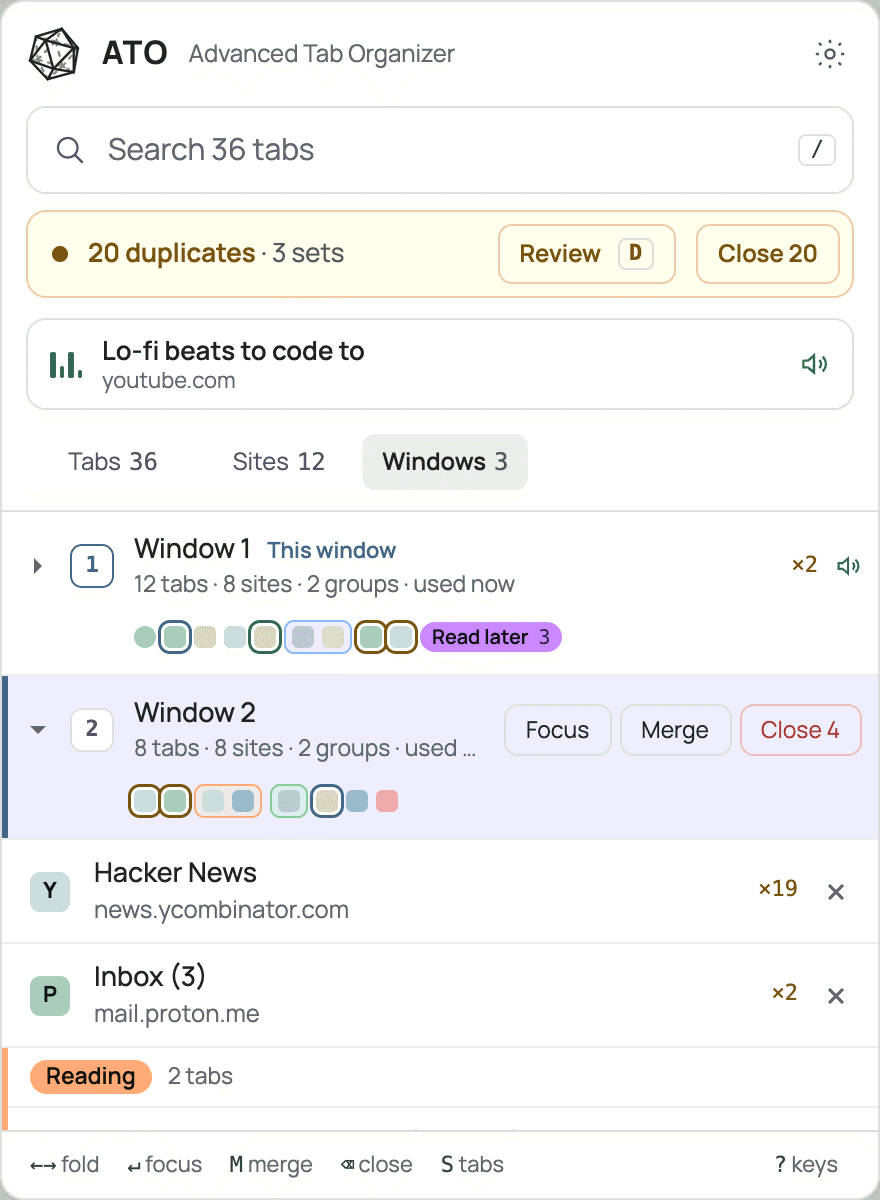 ATO Advanced Tab Organizer
Search 36 tabs /
20 duplicates · 3 sets Review D Close 20
Lo-fi beats to code to
youtube.com
Tabs 36 Sites 12 Windows 3
1 Window 1 This window ×2
12 tabs · 8 sites · 2 groups · used now
Read later 3
2 Window 2 Focus Merge Close 4
8 tabs · 8 sites · 2 groups · used …
Y Hacker News ×19 ×
news.ycombinator.com
P Inbox (3) ×2 ×
mail.proton.me
Reading 2 tabs
←→ fold ↵ focus M merge ⌫ close S tabs ? keys